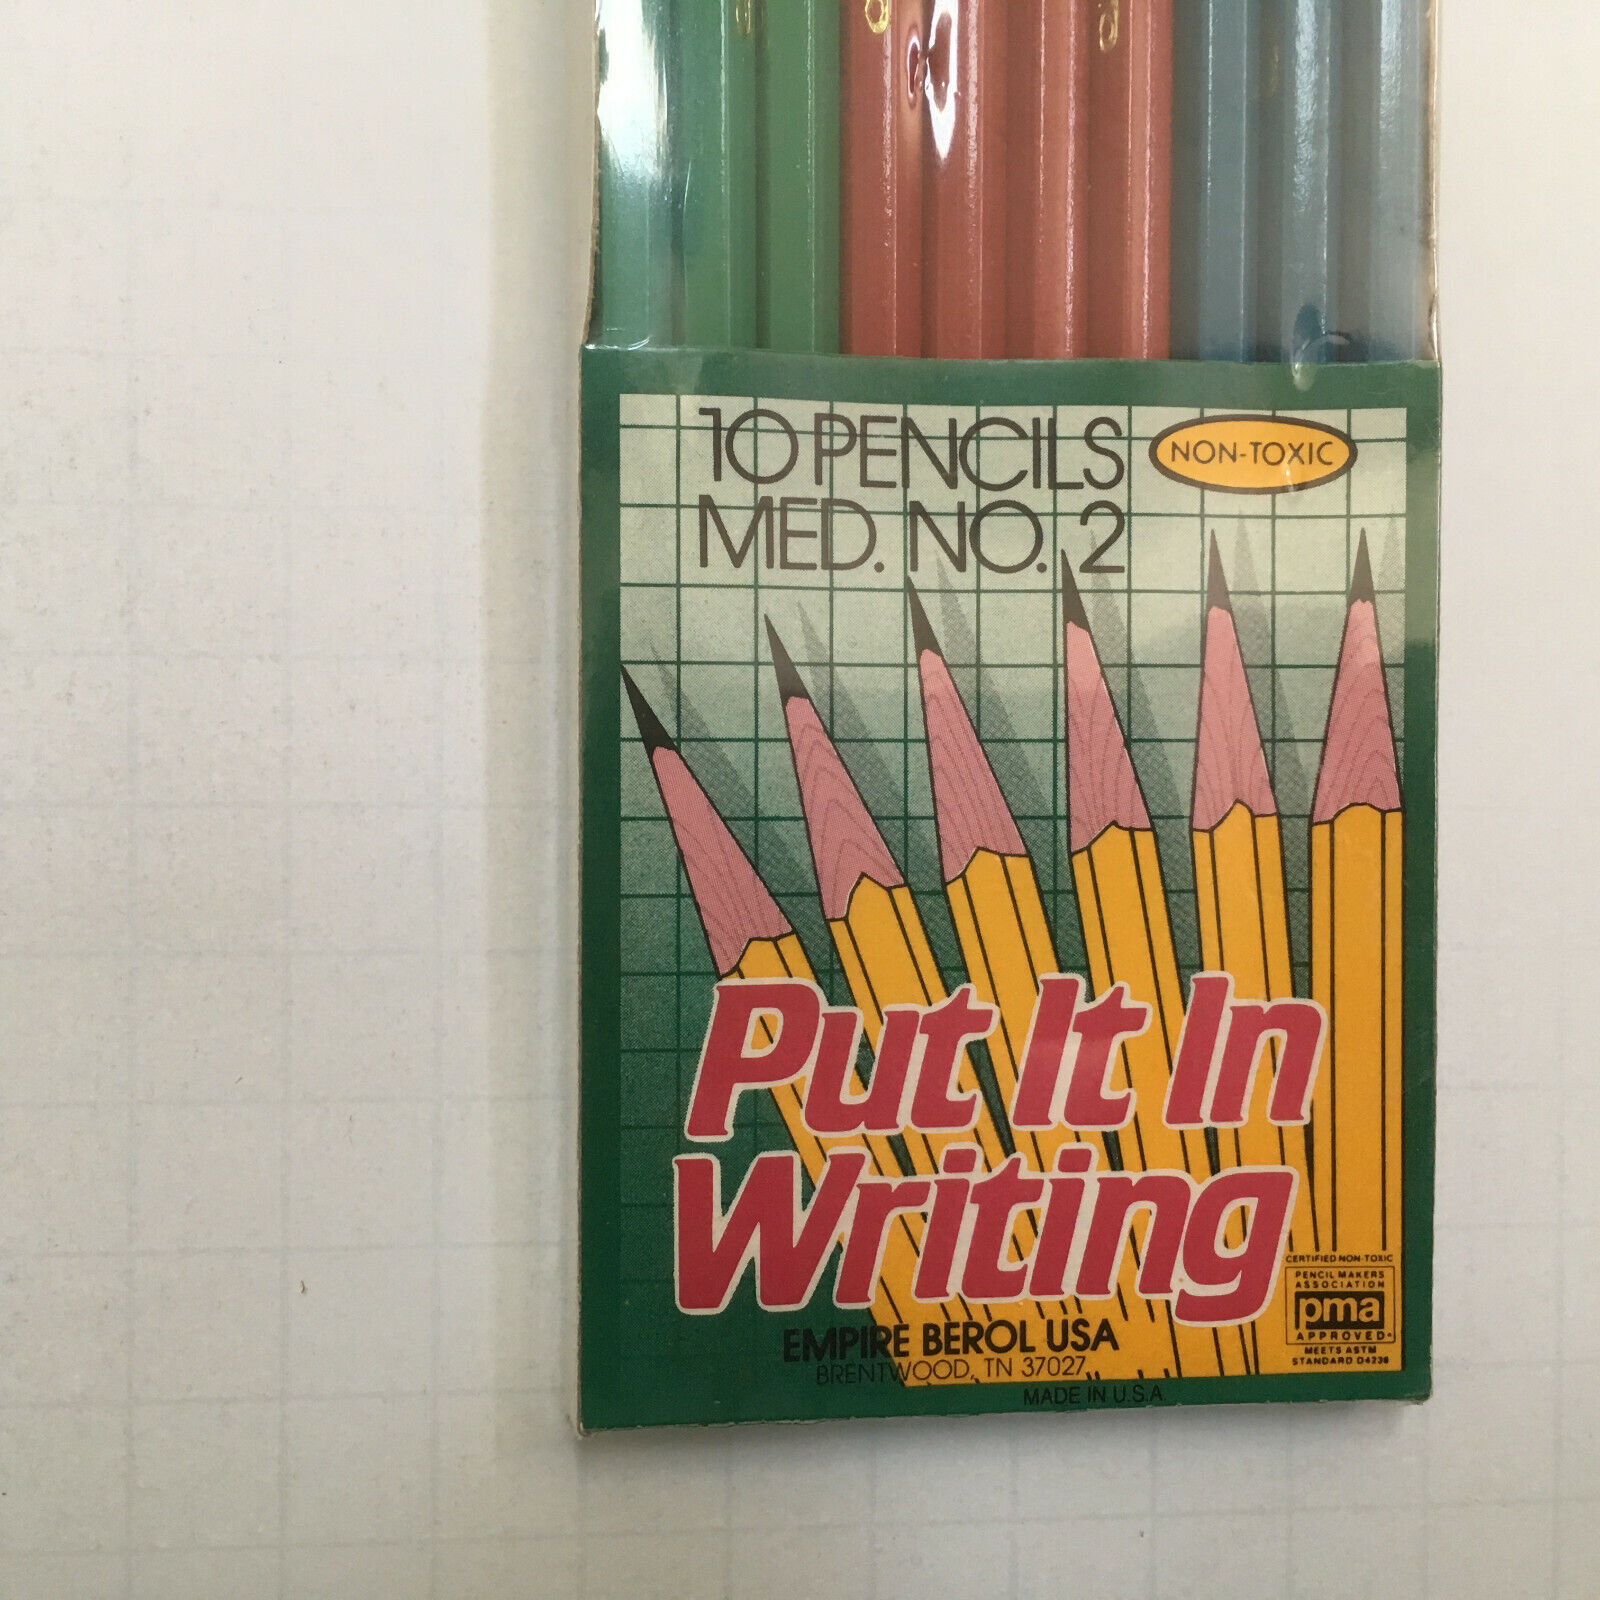 10 PENCILS
MED. NO. 2
NON-TOXIC
Put It In
Writing
EMPIRE BEROL USA
BRENTWOOD, TN 37027
MADE IN U.S.A.
CERTIFIED NON-TOXIC
PENCIL MAKERS
ASSOCIATION
pma
APPROVED
MEETS ASTM
STANDARD D4236